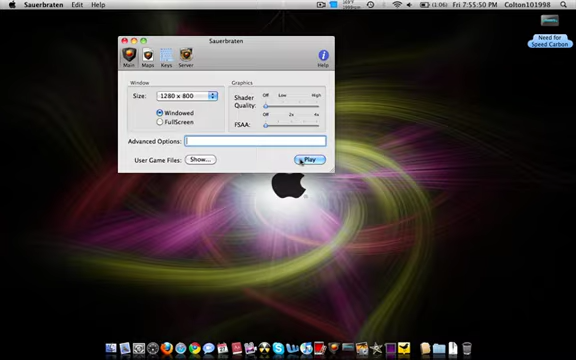 Sauerbraten Edit Help
(1:06) Fri 7:55:50 PM Colton101998
Need for
Speed Carbon
Sauerbraten
Main Maps Keys Server Help
Window
Size: 1280 x 800
Windowed
FullScreen
Graphics
Off Low High
Shader
Quality:
Off 2x 4x
FSAA:
Advanced Options:
User Game Files: Show... Play